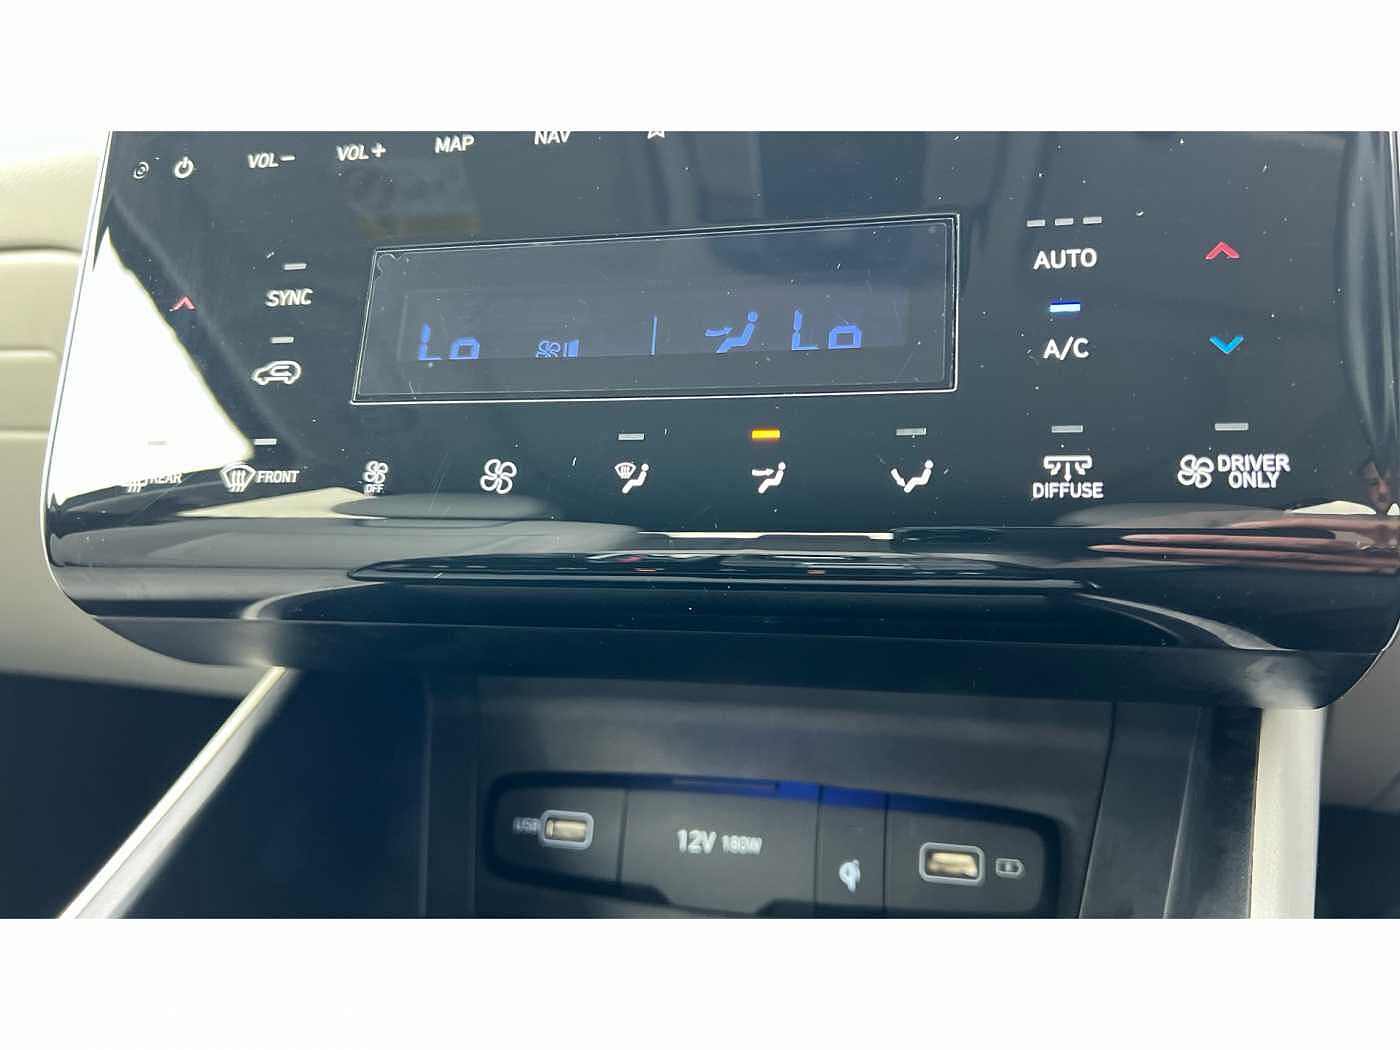 VOL− VOL+ MAP NAV
SYNC
AUTO
A/C
Lo Lo
REAR
FRONT
OFF
DIFFUSE
DRIVER
ONLY
USB
12V 180W